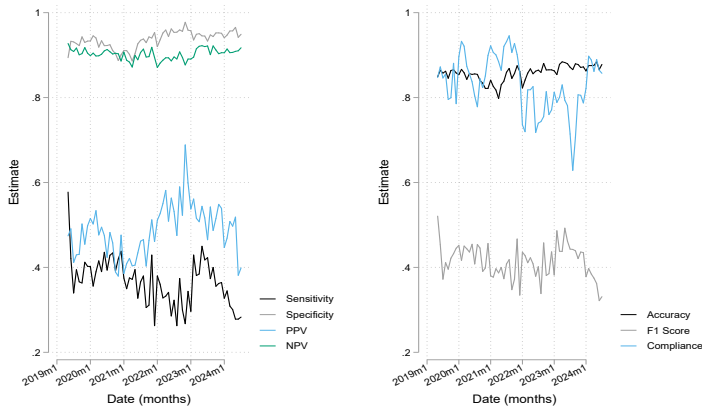 1
.8
.6
.4
.2
Estimate
2019m1
2020m1
2021m1
2022m1
2023m1
2024m1
Date (months)
Sensitivity
Specificity
PPV
NPV
1
.8
.6
.4
.2
Estimate
2019m1
2020m1
2021m1
2022m1
2023m1
2024m1
Date (months)
Accuracy
F1 Score
Compliance